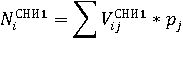 N_i^{СНИ1} = ∑ V_{ij}^{СНИ1} * p_j